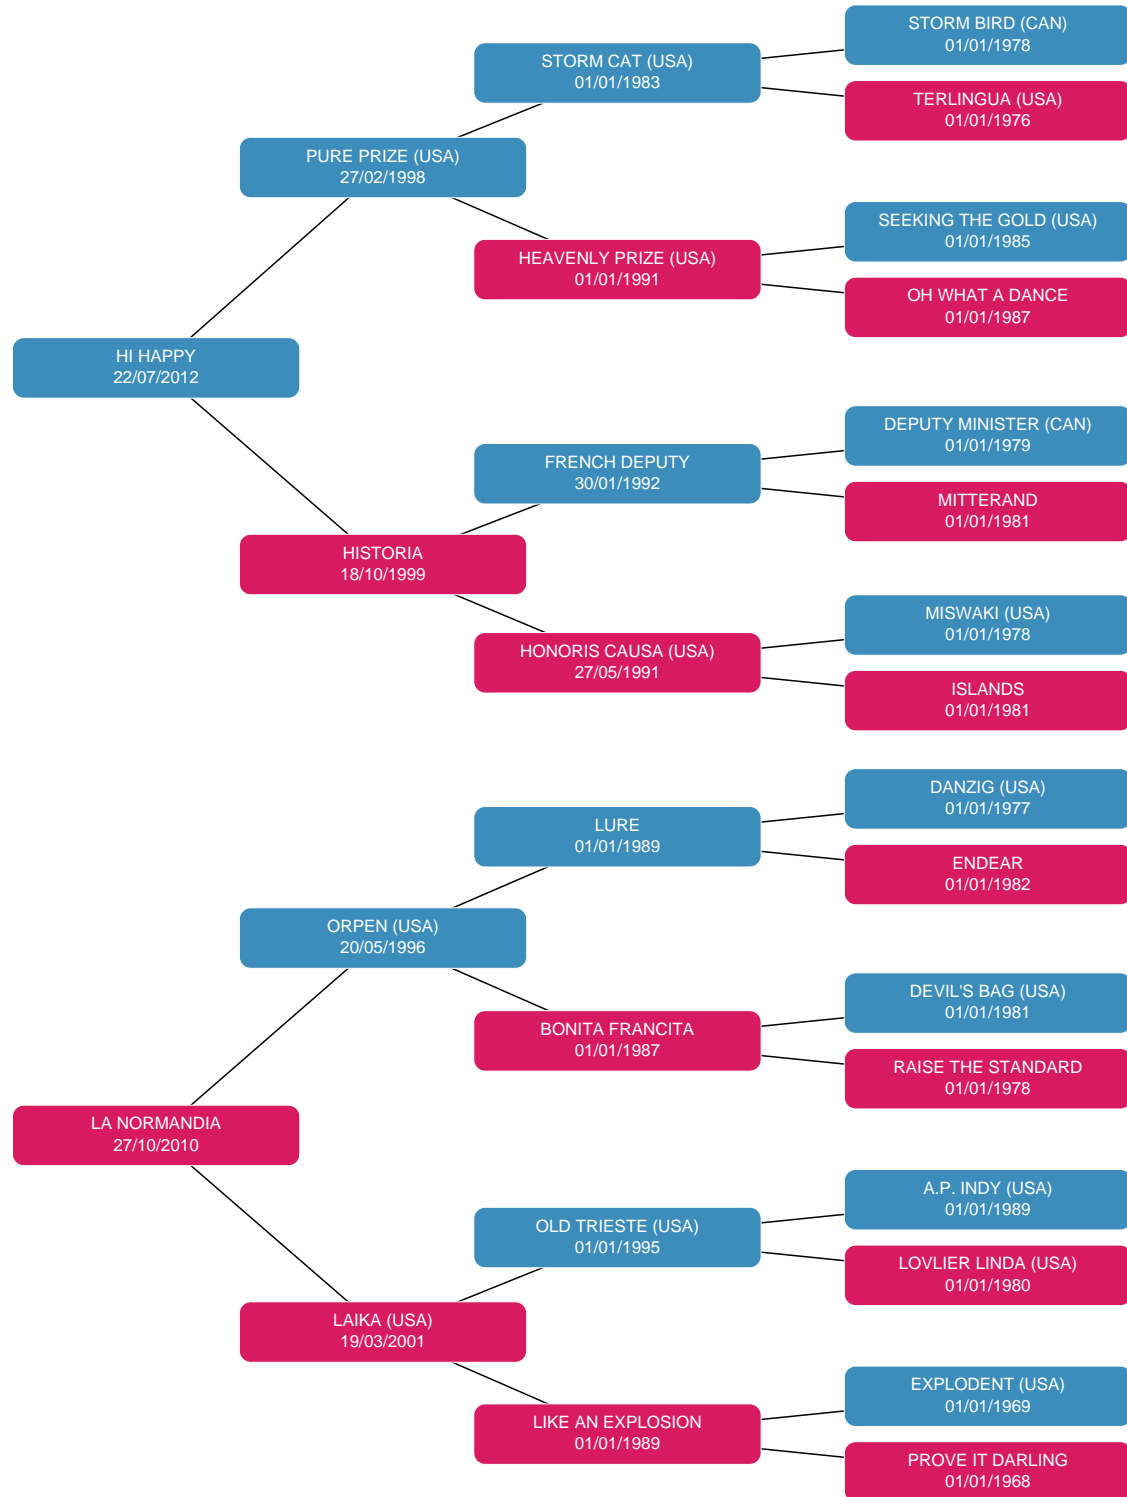 STORM BIRD (CAN)
01/01/1978
STORM CAT (USA)
01/01/1983
TERLINGUA (USA)
01/01/1976
PURE PRIZE (USA)
27/02/1998
SEEKING THE GOLD (USA)
01/01/1985
HEAVENLY PRIZE (USA)
01/01/1991
OH WHAT A DANCE
01/01/1987
HI HAPPY
22/07/2012
DEPUTY MINISTER (CAN)
01/01/1979
FRENCH DEPUTY
30/01/1992
MITTERAND
01/01/1981
HISTORIA
18/10/1999
MISWAKI (USA)
01/01/1978
HONORIS CAUSA (USA)
27/05/1991
ISLANDS
01/01/1981
DANZIG (USA)
01/01/1977
LURE
01/01/1989
ENDEAR
01/01/1982
ORPEN (USA)
20/05/1996
DEVIL'S BAG (USA)
01/01/1981
BONITA FRANCITA
01/01/1987
RAISE THE STANDARD
01/01/1978
LA NORMANDIA
27/10/2010
A.P. INDY (USA)
01/01/1989
OLD TRIESTE (USA)
01/01/1995
LOVLIER LINDA (USA)
01/01/1980
LAIKA (USA)
19/03/2001
EXPLODENT (USA)
01/01/1969
LIKE AN EXPLOSION
01/01/1989
PROVE IT DARLING
01/01/1968